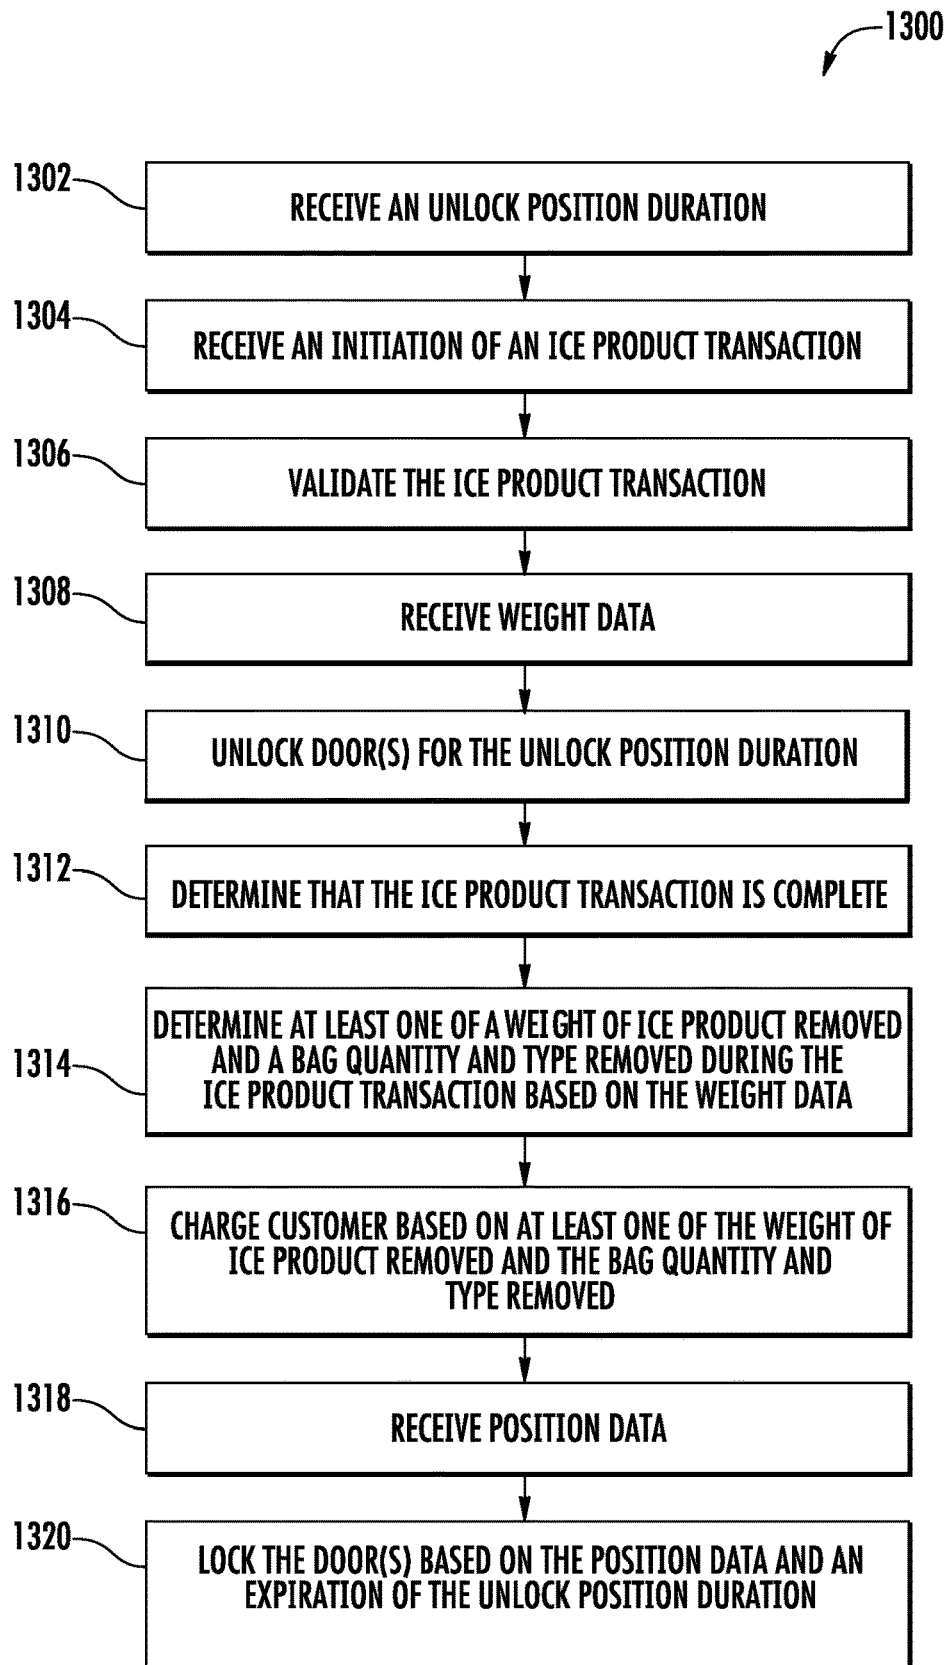 1300
1302
RECEIVE AN UNLOCK POSITION DURATION
1304
RECEIVE AN INITIATION OF AN ICE PRODUCT TRANSACTION
1306
VALIDATE THE ICE PRODUCT TRANSACTION
1308
RECEIVE WEIGHT DATA
1310
UNLOCK DOOR(S) FOR THE UNLOCK POSITION DURATION
1312
DETERMINE THAT THE ICE PRODUCT TRANSACTION IS COMPLETE
1314
DETERMINE AT LEAST ONE OF A WEIGHT OF ICE PRODUCT REMOVED
AND A BAG QUANTITY AND TYPE REMOVED DURING THE
ICE PRODUCT TRANSACTION BASED ON THE WEIGHT DATA
1316
CHARGE CUSTOMER BASED ON AT LEAST ONE OF THE WEIGHT OF
ICE PRODUCT REMOVED AND THE BAG QUANTITY AND
TYPE REMOVED
1318
RECEIVE POSITION DATA
1320
LOCK THE DOOR(S) BASED ON THE POSITION DATA AND AN
EXPIRATION OF THE UNLOCK POSITION DURATION